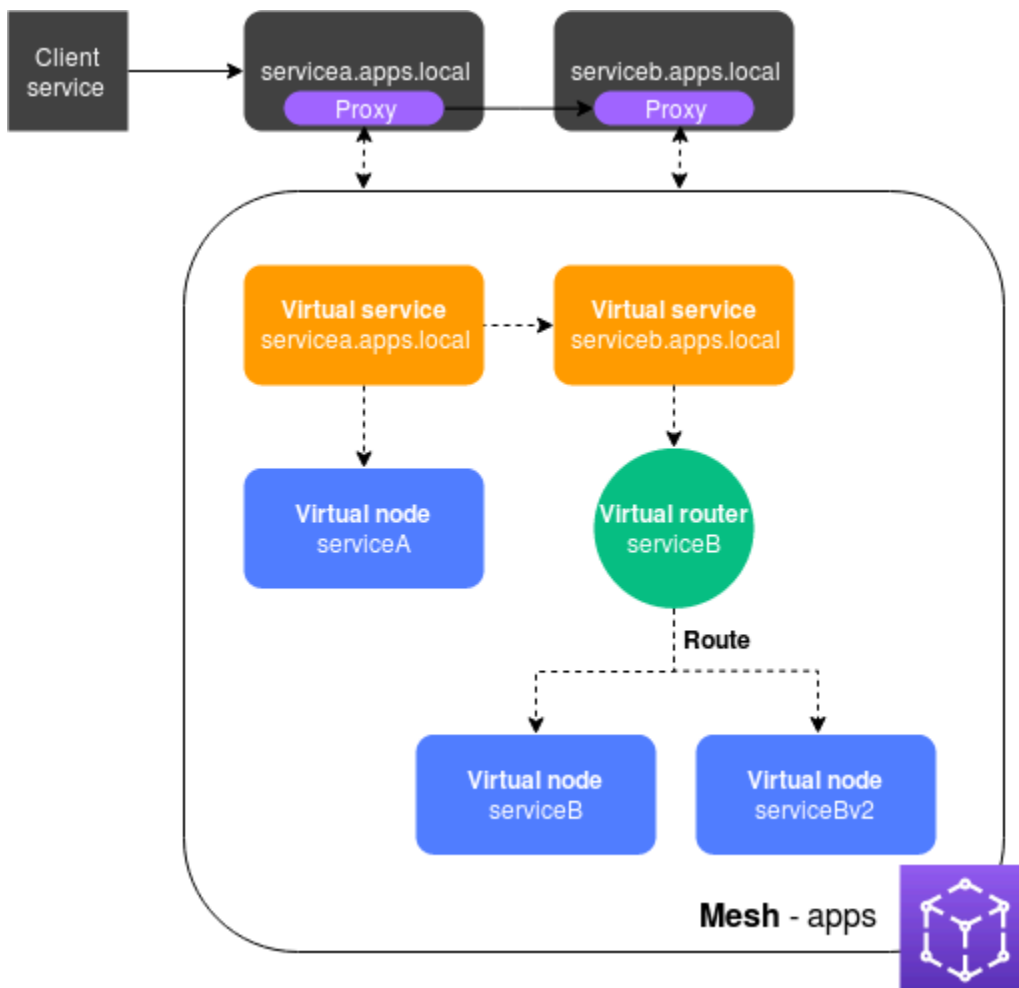 Client
service
servicea.apps.local
Proxy
serviceb.apps.local
Proxy
Virtual service
servicea.apps.local
Virtual service
serviceb.apps.local
Virtual node
serviceA
Virtual router
serviceB
Route
Virtual node
serviceB
Virtual node
serviceBv2
Mesh - apps